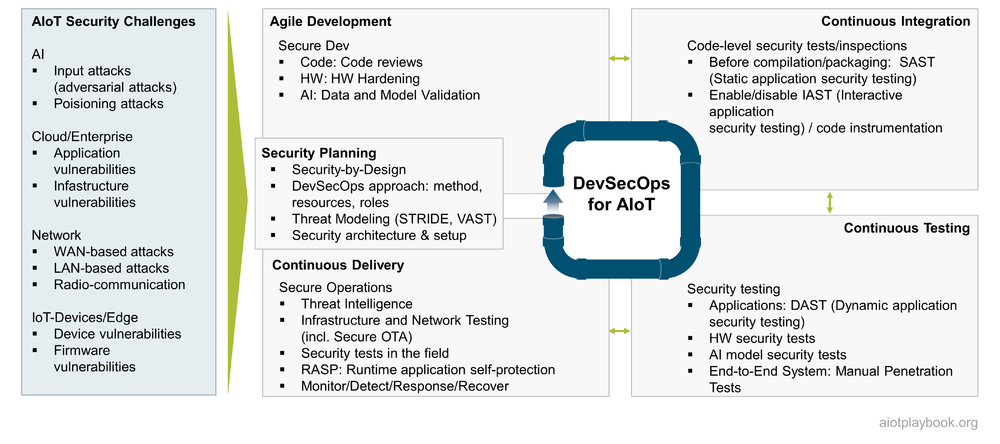 AIoT Security Challenges
AI
▪ Input attacks
(adversarial attacks)
▪ Poisioning attacks
Cloud/Enterprise
▪ Application
vulnerabilities
▪ Infastructure
vulnerabilities
Network
▪ WAN-based attacks
▪ LAN-based attacks
▪ Radio-communication
IoT-Devices/Edge
▪ Device vulnerabilities
▪ Firmware
vulnerabilities
Agile Development
Secure Dev
▪ Code: Code reviews
▪ HW: HW Hardening
▪ AI: Data and Model Validation
Continuous Integration
Code-level security tests/inspections
▪ Before compilation/packaging: SAST
(Static application security testing)
▪ Enable/disable IAST (Interactive
application
security testing) / code instrumentation
Security Planning
▪ Security-by-Design
▪ DevSecOps approach: method,
resources, roles
▪ Threat Modeling (STRIDE, VAST)
▪ Security architecture & setup
DevSecOps
for AIoT
Continuous Delivery
Secure Operations
▪ Threat Intelligence
▪ Infrastructure and Network Testing
(incl. Secure OTA)
▪ Security tests in the field
▪ RASP: Runtime application self-protection
▪ Monitor/Detect/Response/Recover
Continuous Testing
Security testing
▪ Applications: DAST (Dynamic application
security testing)
▪ HW security tests
▪ AI model security tests
▪ End-to-End System: Manual Penetration
Tests
aiotplaybook.org